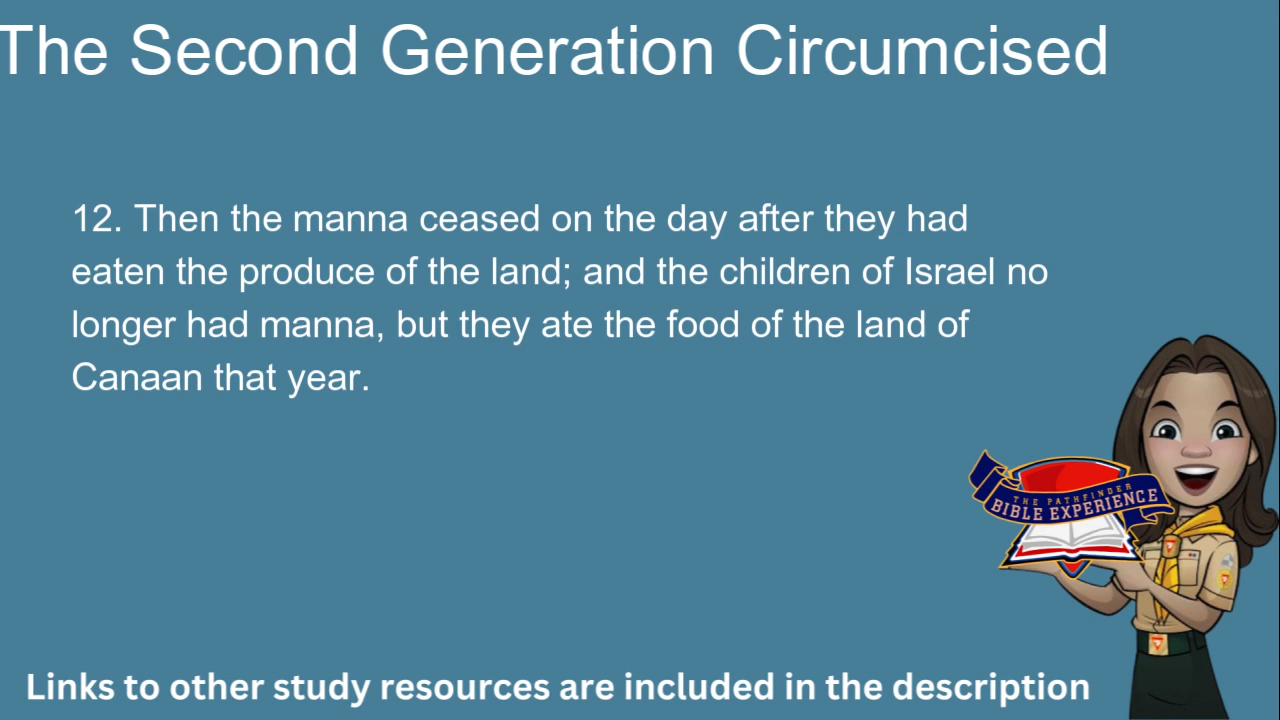 The Second Generation Circumcised
12. Then the manna ceased on the day after they had
eaten the produce of the land; and the children of Israel no
longer had manna, but they ate the food of the land of
Canaan that year.
THE PATHFINDER
BIBLE EXPERIENCE
Links to other study resources are included in the description